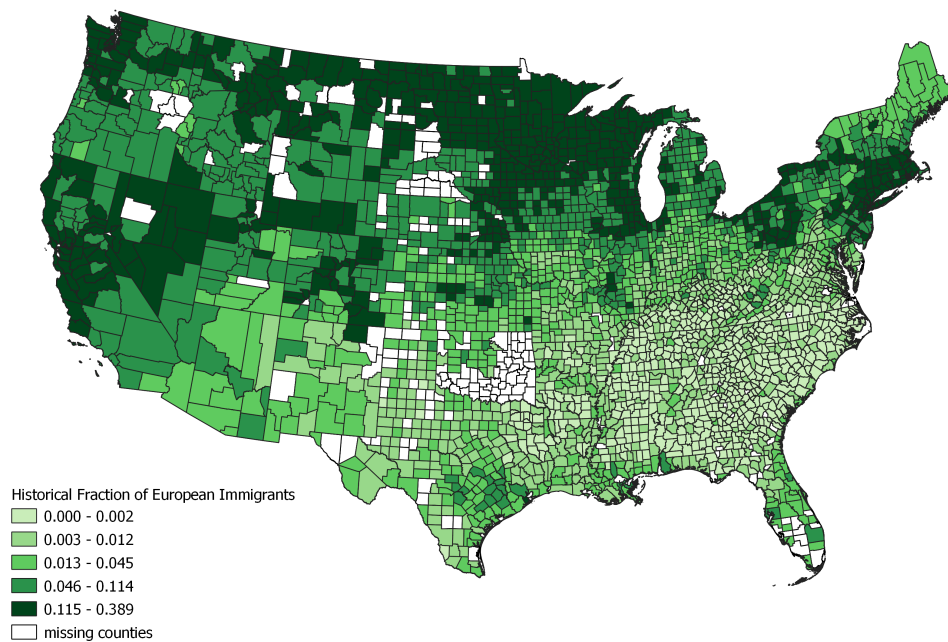 Historical Fraction of European Immigrants
0.000 - 0.002
0.003 - 0.012
0.013 - 0.045
0.046 - 0.114
0.115 - 0.389
missing counties